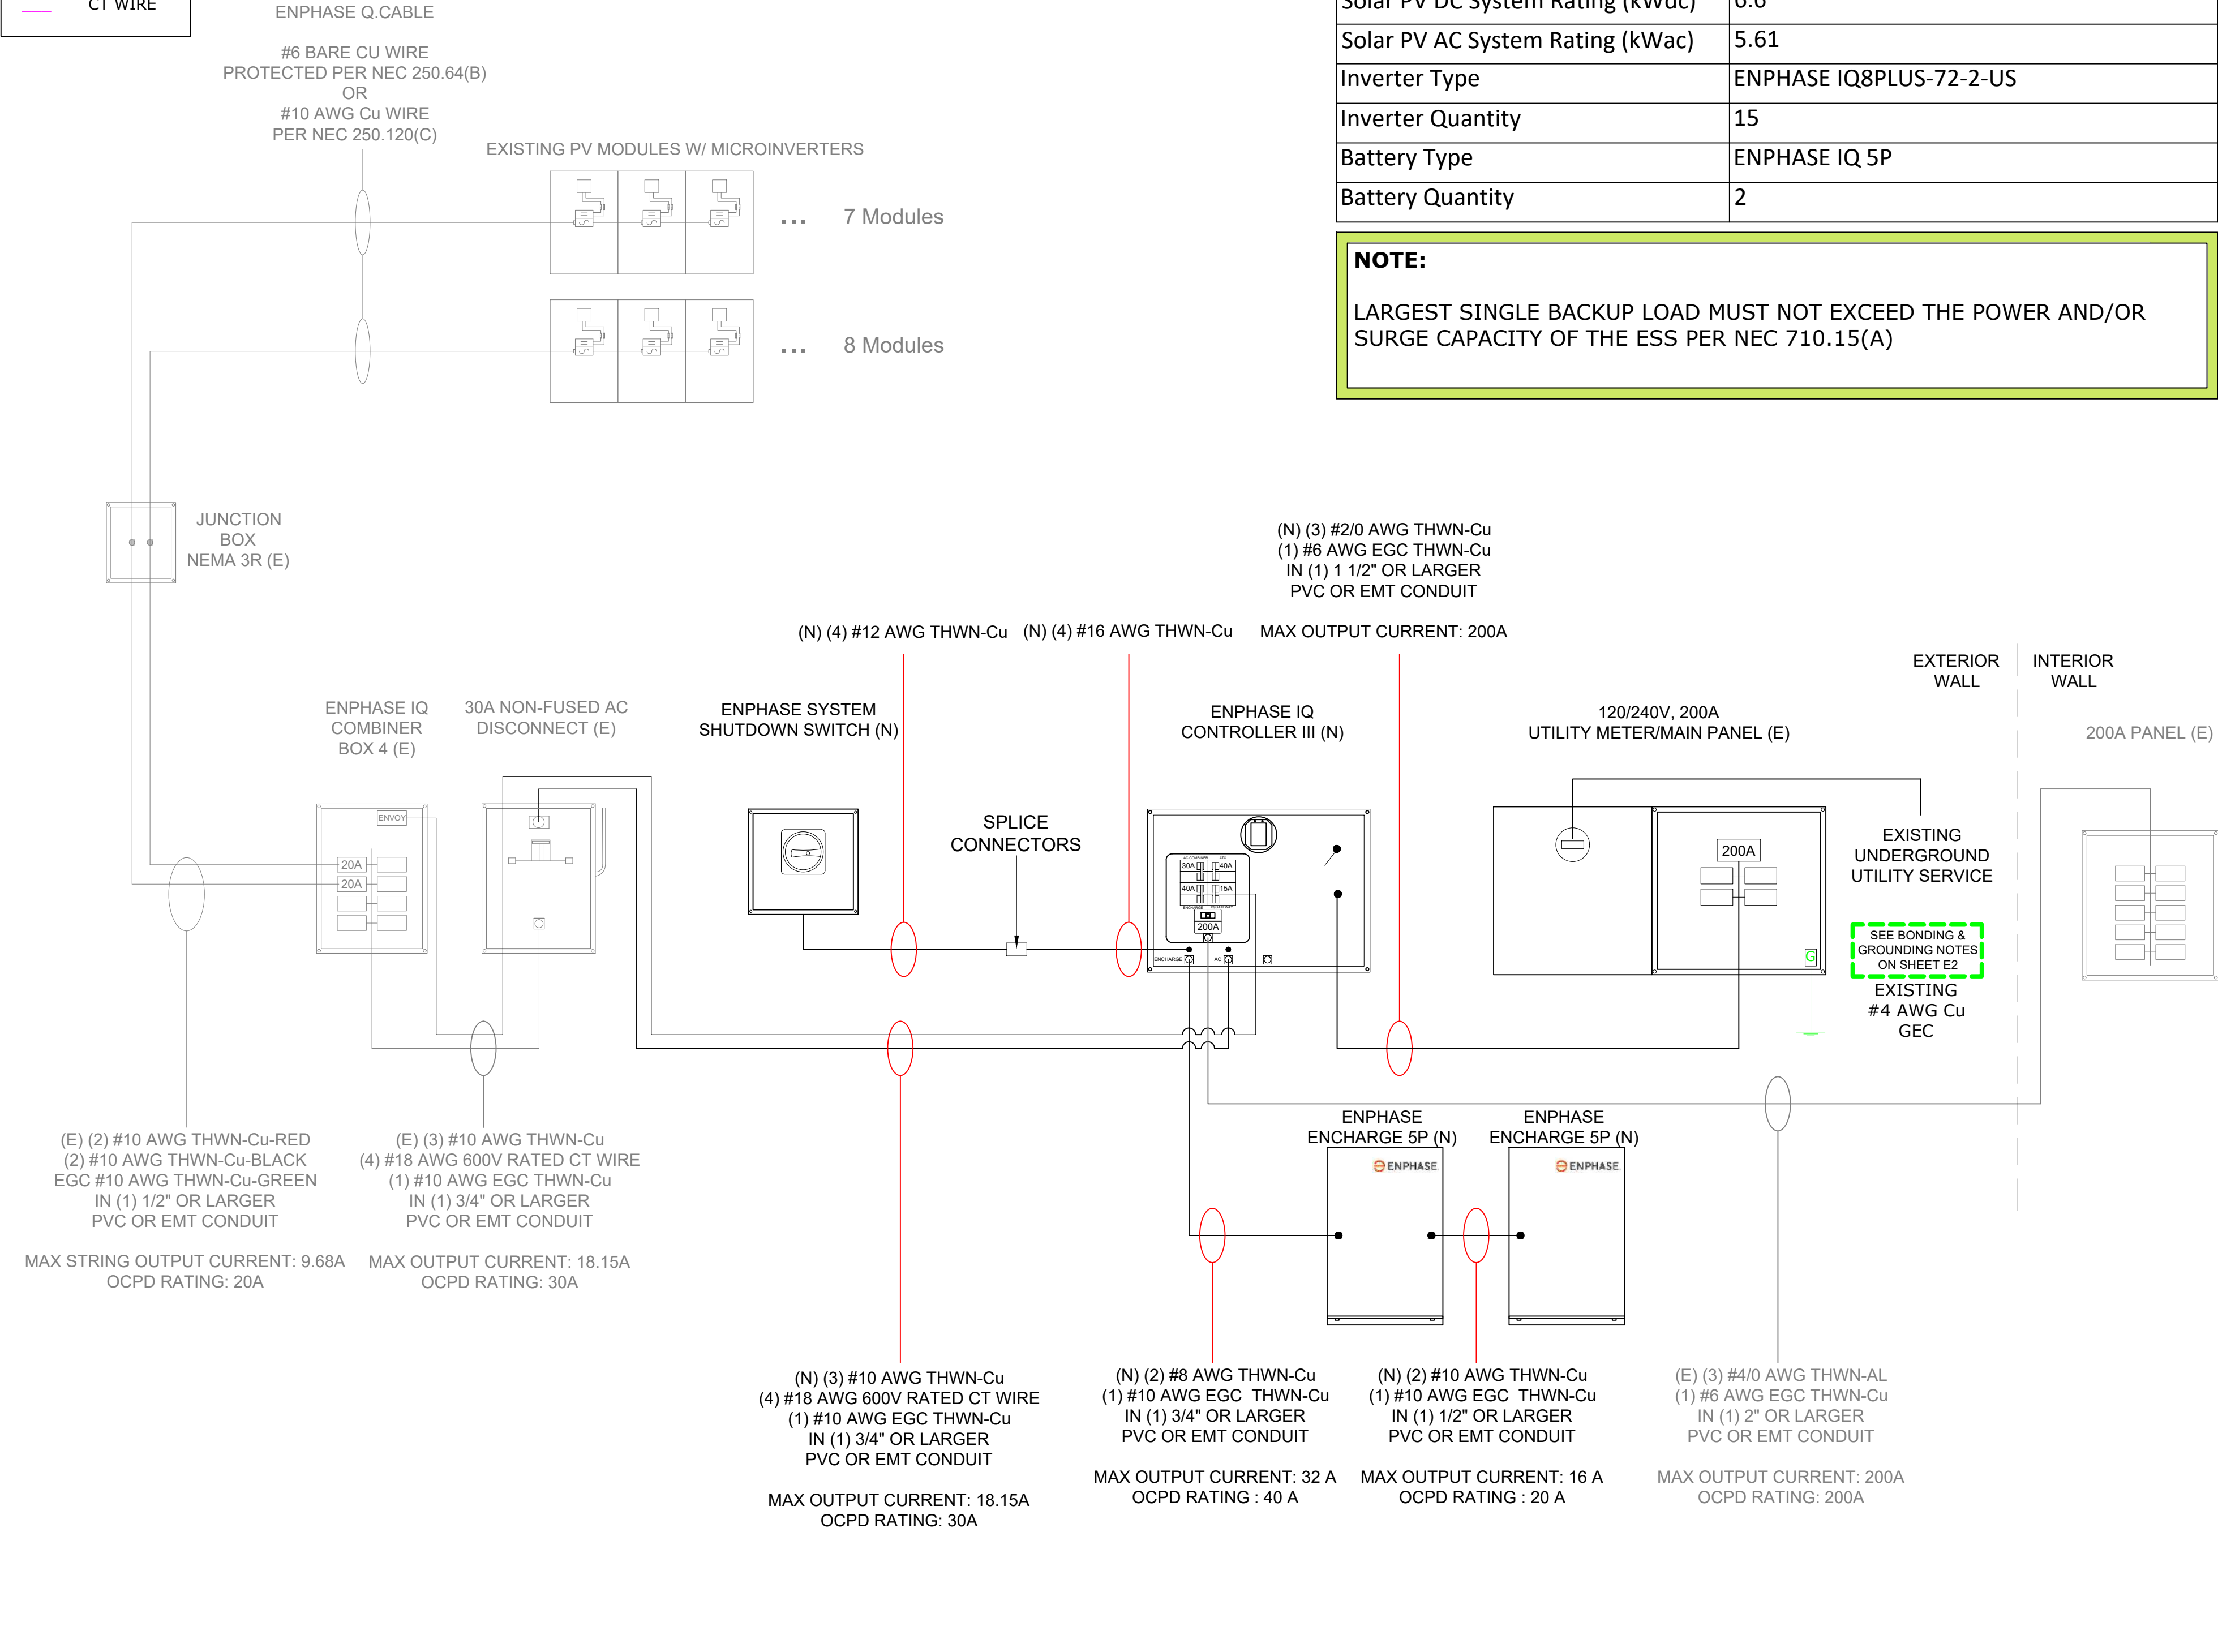 CT WIRE
ENPHASE Q.CABLE
#6 BARE CU WIRE
PROTECTED PER NEC 250.64(B)
OR
#10 AWG Cu WIRE
PER NEC 250.120(C)
EXISTING PV MODULES W/ MICROINVERTERS
... 7 Modules
... 8 Modules
Solar PV DC System Rating (kWdc) 6.6
Solar PV AC System Rating (kWac) 5.61
Inverter Type ENPHASE IQ8PLUS-72-2-US
Inverter Quantity 15
Battery Type ENPHASE IQ 5P
Battery Quantity 2
NOTE:
LARGEST SINGLE BACKUP LOAD MUST NOT EXCEED THE POWER AND/OR
SURGE CAPACITY OF THE ESS PER NEC 710.15(A)
JUNCTION
BOX
NEMA 3R (E)
(N) (3) #2/0 AWG THWN-Cu
(1) #6 AWG EGC THWN-Cu
IN (1) 1 1/2" OR LARGER
PVC OR EMT CONDUIT
MAX OUTPUT CURRENT: 200A
(N) (4) #12 AWG THWN-Cu
(N) (4) #16 AWG THWN-Cu
EXTERIOR
WALL
INTERIOR
WALL
ENPHASE IQ
COMBINER
BOX 4 (E)
30A NON-FUSED AC
DISCONNECT (E)
ENPHASE SYSTEM
SHUTDOWN SWITCH (N)
ENPHASE IQ
CONTROLLER III (N)
120/240V, 200A
UTILITY METER/MAIN PANEL (E)
200A PANEL (E)
ENVOY
20A
20A
SPLICE
CONNECTORS
AC COMBINER
30A
40A
40A
15A
ENCHARGE
200A
ENCHARGE
AC
200A
G
EXISTING
UNDERGROUND
UTILITY SERVICE
SEE BONDING &
GROUNDING NOTES
ON SHEET E2
EXISTING
#4 AWG Cu
GEC
ENPHASE
ENCHARGE 5P (N)
ENPHASE
ENCHARGE 5P (N)
ENPHASE.
ENPHASE.
(E) (2) #10 AWG THWN-Cu-RED
(2) #10 AWG THWN-Cu-BLACK
EGC #10 AWG THWN-Cu-GREEN
IN (1) 1/2" OR LARGER
PVC OR EMT CONDUIT
MAX STRING OUTPUT CURRENT: 9.68A
OCPD RATING: 20A
(E) (3) #10 AWG THWN-Cu
(4) #18 AWG 600V RATED CT WIRE
(1) #10 AWG EGC THWN-Cu
IN (1) 3/4" OR LARGER
PVC OR EMT CONDUIT
MAX OUTPUT CURRENT: 18.15A
OCPD RATING: 30A
(N) (3) #10 AWG THWN-Cu
(4) #18 AWG 600V RATED CT WIRE
(1) #10 AWG EGC THWN-Cu
IN (1) 3/4" OR LARGER
PVC OR EMT CONDUIT
MAX OUTPUT CURRENT: 18.15A
OCPD RATING: 30A
(N) (2) #8 AWG THWN-Cu
(1) #10 AWG EGC THWN-Cu
IN (1) 3/4" OR LARGER
PVC OR EMT CONDUIT
MAX OUTPUT CURRENT: 32 A
OCPD RATING : 40 A
(N) (2) #10 AWG THWN-Cu
(1) #10 AWG EGC THWN-Cu
IN (1) 1/2" OR LARGER
PVC OR EMT CONDUIT
MAX OUTPUT CURRENT: 16 A
OCPD RATING : 20 A
(E) (3) #4/0 AWG THWN-AL
(1) #6 AWG EGC THWN-Cu
IN (1) 2" OR LARGER
PVC OR EMT CONDUIT
MAX OUTPUT CURRENT: 200A
OCPD RATING: 200A